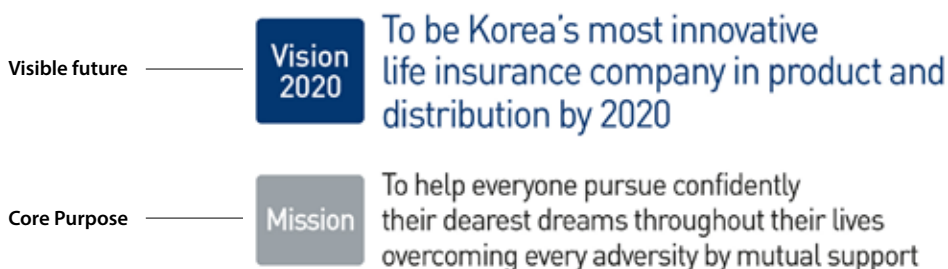 Visible future
Vision
2020
To be Korea's most innovative
life insurance company in product and
distribution by 2020
Core Purpose
Mission
To help everyone pursue confidently
their dearest dreams throughout their lives
overcoming every adversity by mutual support